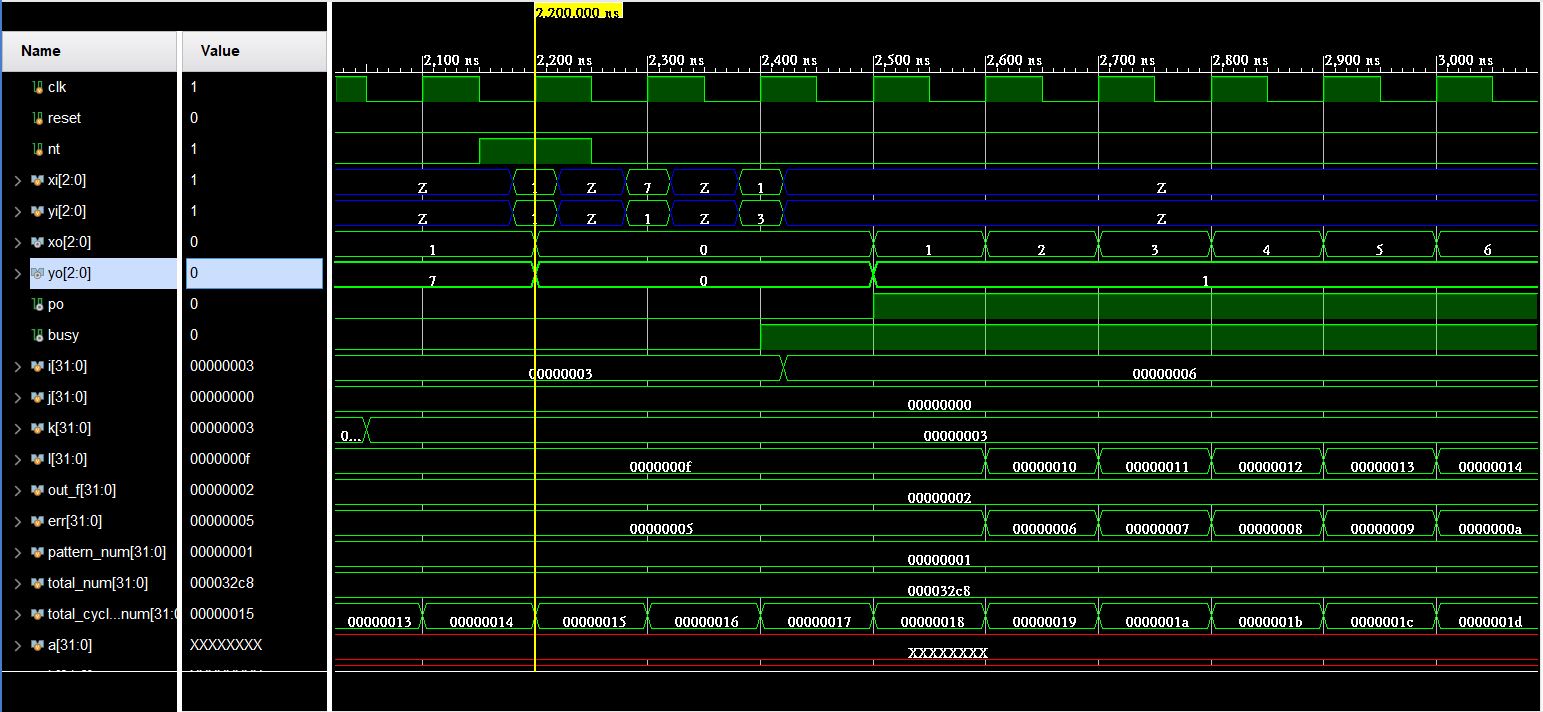 2,200.000 ns
Name Value
2,100 ns 2,200 ns 2,300 ns 2,400 ns 2,500 ns 2,600 ns 2,700 ns 2,800 ns 2,900 ns 3,000 ns
clk 1
reset 0
nt 1
xi[2:0] 1 Z 1 Z 7 Z 1 Z
yi[2:0] 1 Z 1 Z 1 Z 3 Z
xo[2:0] 0 1 0 1 2 3 4 5 6
yo[2:0] 0 7 0 1
po 0
busy 0
i[31:0] 00000003 00000003 00000006
j[31:0] 00000000 00000000
k[31:0] 00000003 0... 00000003
l[31:0] 0000000f 0000000f 00000010 00000011 00000012 00000013 00000014
out_f[31:0] 00000002 00000002
err[31:0] 00000005 00000005 00000006 00000007 00000008 00000009 0000000a
pattern_num[31:0] 00000001 00000001
total_num[31:0] 000032c8 000032c8
total_cycl...num[31:0 00000015 00000013 00000014 00000015 00000016 00000017 00000018 00000019 0000001a 0000001b 0000001c 0000001d
a[31:0] XXXXXXXX XXXXXXXX